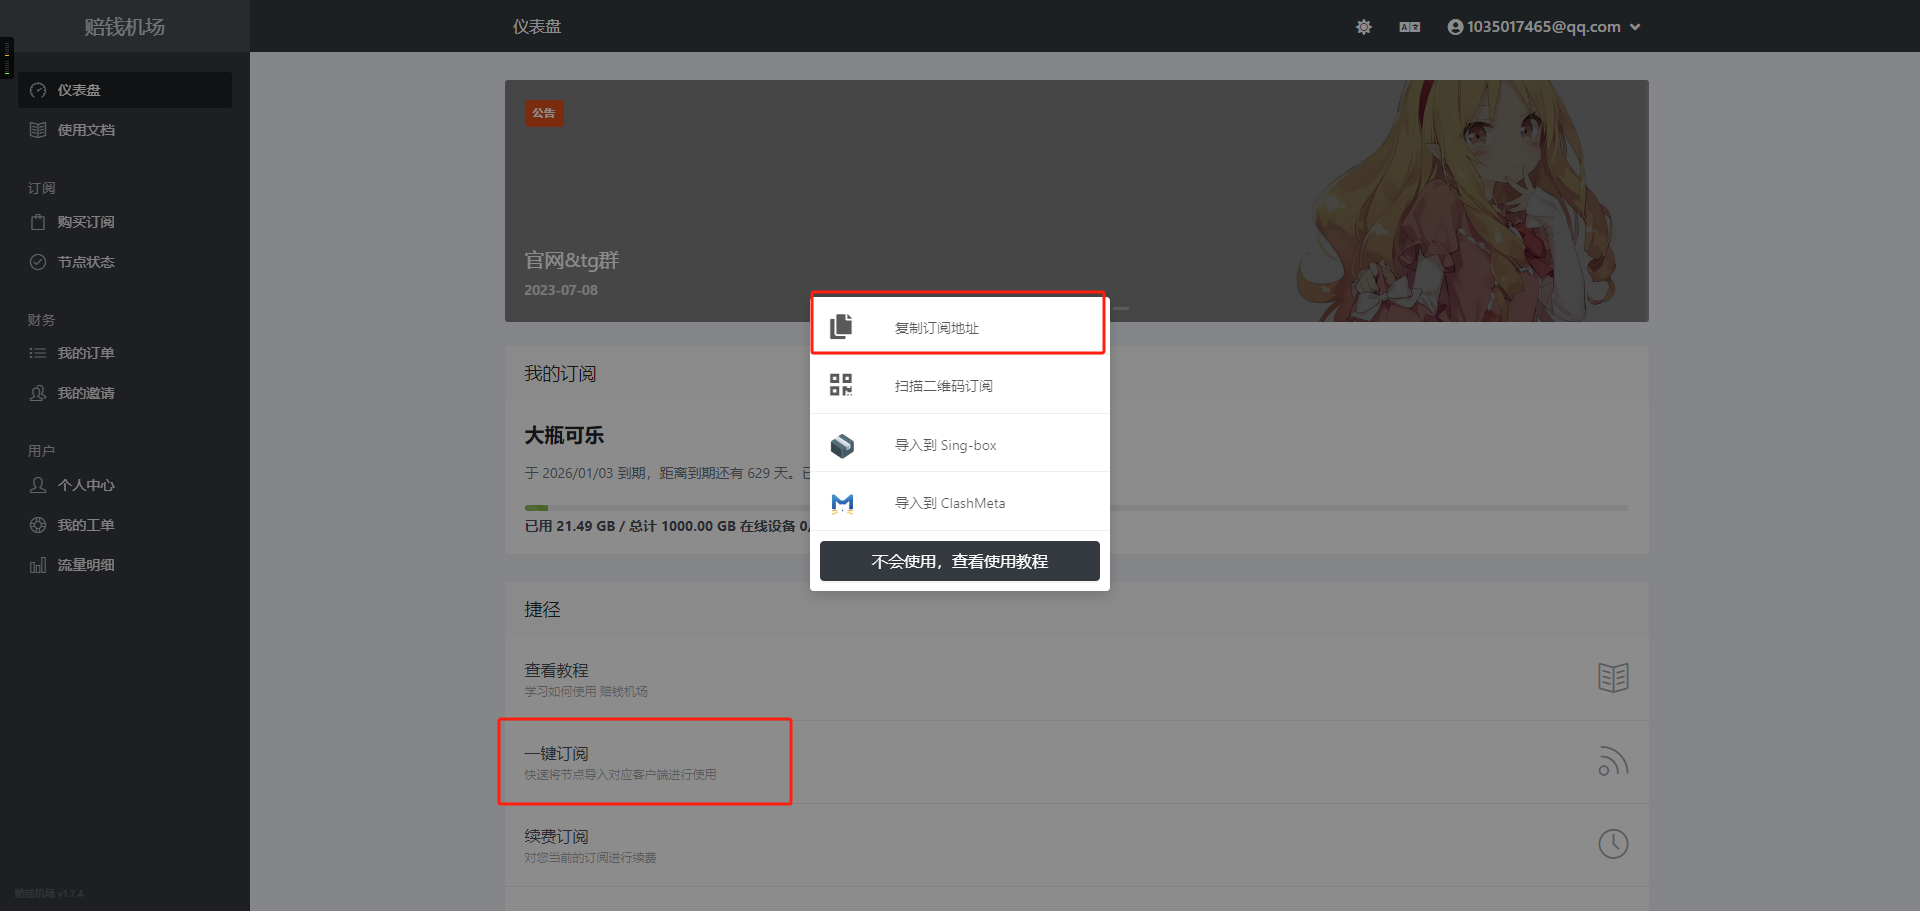 赔钱机场
仪表盘
1035017465@qq.com
仪表盘
使用文档
订阅
购买订阅
节点状态
财务
我的订单
我的邀请
用户
个人中心
我的工单
流量明细
赔钱机场 v1.7.4
公告
官网&tg群
2023-07-08
我的订阅
大瓶可乐
于 2026/01/03 到期，距离到期还有 629 天。已
已用 21.49 GB / 总计 1000.00 GB 在线设备 0/
复制订阅地址
扫描二维码订阅
导入到 Sing-box
导入到 ClashMeta
不会使用，查看使用教程
捷径
查看教程
学习如何使用 赔钱机场
一键订阅
快速将节点导入对应客户端进行使用
续费订阅
对您当前的订阅进行续费